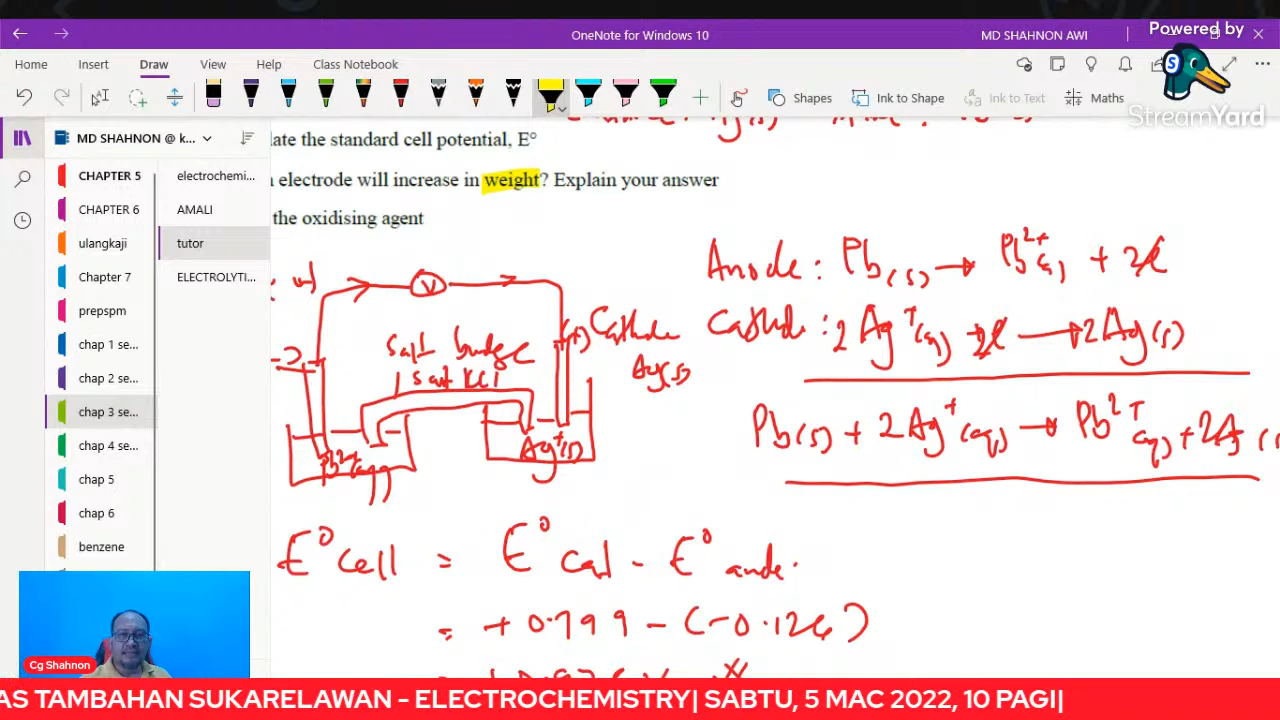 OneNote for Windows 10
MD SHAHNON AWI
Powered by
Home Insert Draw View Help Class Notebook
S
StreamYard
Shapes Ink to Shape Ink to Text Maths
MD SHAHNON @ k...
CHAPTER 5
CHAPTER 6
ulangkaji
Chapter 7
prepspm
chap 1 se...
chap 2 se...
chap 3 se...
chap 4 se...
chap 5
chap 6
benzene
electrochemi...
AMALI
tutor
ELECTROLYTI...
late the standard cell potential, E°
electrode will increase in weight? Explain your answer
the oxidising agent
V
Salt bridge
Sat KCl
(+) Cathode
Ag(s)
Pb²⁺(aq)
Ag⁺(s)
Anode : Pb(s) → Pb²⁺(aq) + 2e
Cathode : 2Ag⁺(aq) + 2e → 2Ag(s)
Pb(s) + 2Ag⁺(aq) → Pb²⁺(aq) + 2Ag(s
E⁰cell = E⁰cat - E⁰anode.
= +0.799 - (-0.126)
Cg Shahnon
AS TAMBAHAN SUKARELAWAN - ELECTROCHEMISTRY| SABTU, 5 MAC 2022, 10 PAGI|